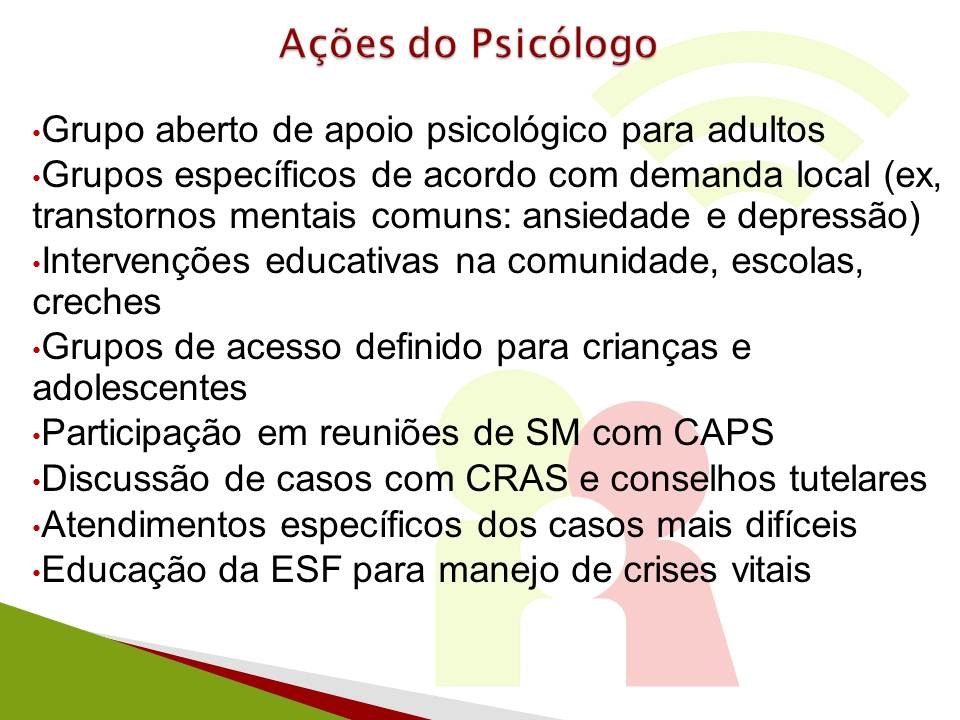 Ações do Psicólogo
•Grupo aberto de apoio psicológico para adultos
•Grupos específicos de acordo com demanda local (ex,
transtornos mentais comuns: ansiedade e depressão)
•Intervenções educativas na comunidade, escolas,
creches
•Grupos de acesso definido para crianças e
adolescentes
•Participação em reuniões de SM com CAPS
•Discussão de casos com CRAS e conselhos tutelares
•Atendimentos específicos dos casos mais difíceis
•Educação da ESF para manejo de crises vitais